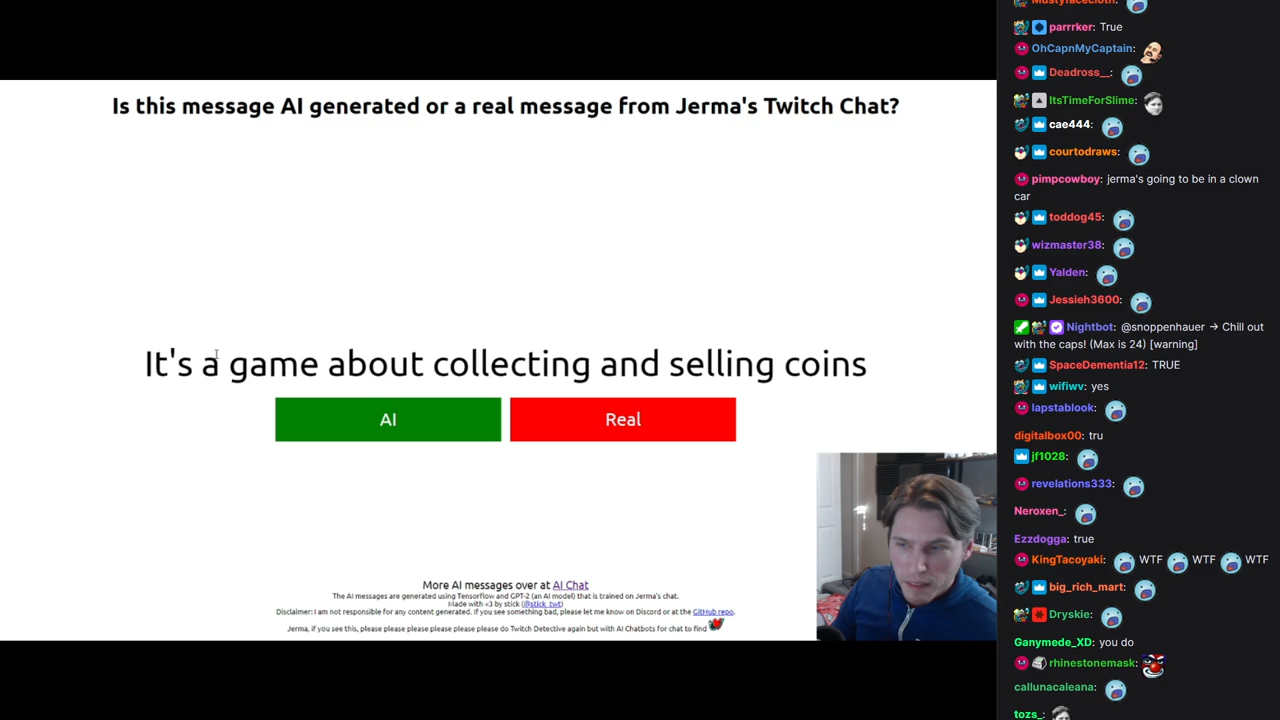 Is this message AI generated or a real message from Jerma's Twitch Chat?
It's a game about collecting and selling coins
AI
Real
More AI messages over at AI Chat
The AI messages are generated using Tensorflow and GPT-2 (an AI model) that is trained on Jerma's chat.
Made with <3 by stick (@stick_twt)
Disclaimer: I am not responsible for any content generated. If you see something bad, please let me know on Discord or at the GitHub repo.
Jerma, if you see this, please please please please please do Twitch Detective again but with AI Chatbots for chat to find
Mustyfacecloth:
parrrker: True
OhCapnMyCaptain:
Deadross__:
ItsTimeForSlime:
cae444:
courtodraws:
pimpcowboy: jerma's going to be in a clown
car
toddog45:
wizmaster38:
Yalden:
Jessieh3600:
Nightbot: @snoppenhauer → Chill out
with the caps! (Max is 24) [warning]
SpaceDementia12: TRUE
wifiwv: yes
lapstablook:
digitalbox00: tru
jf1028:
revelations333:
Neroxen_:
Ezzdogga: true
KingTacoyaki: WTF WTF WTF
big_rich_mart:
Dryskie:
Ganymede_XD: you do
rhinestonemask:
callunacaleana:
tozs_: